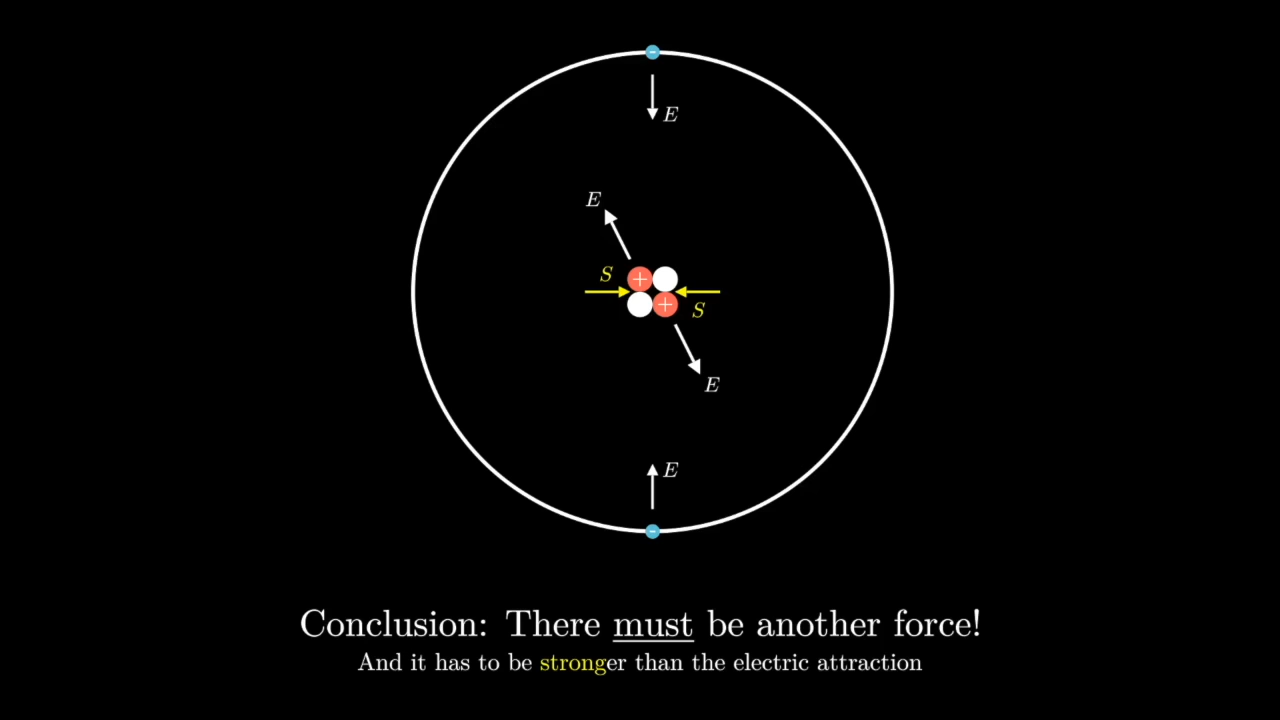 -
E
E
S
+
+
S
E
E
-
Conclusion: There must be another force!
And it has to be stronger than the electric attraction